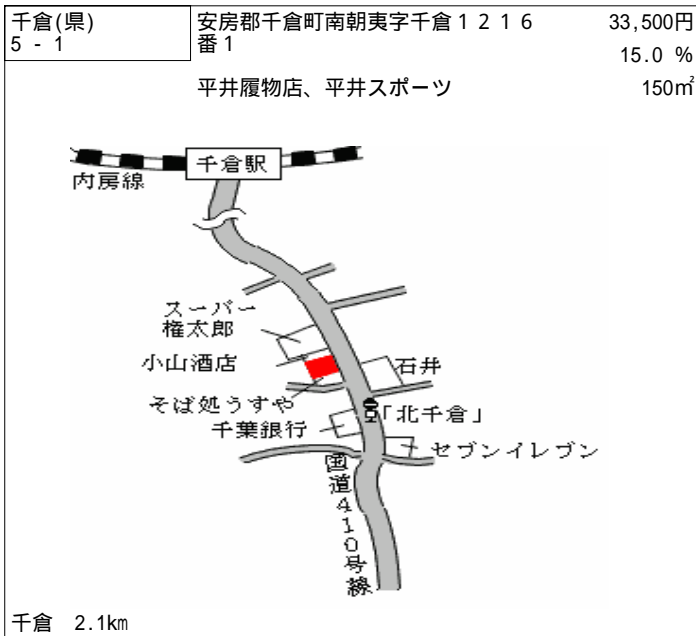 千倉(県)
5 - 1
安房郡千倉町南朝夷字千倉１２１６
番１
33,500円
15.0 %
平井履物店、平井スポーツ
150㎡
千倉駅
内房線
スーパー
権太郎
小山酒店
石井
そば処うすや
「北千倉」
千葉銀行
セブンイレブン
国道410号線
千倉 2.1km